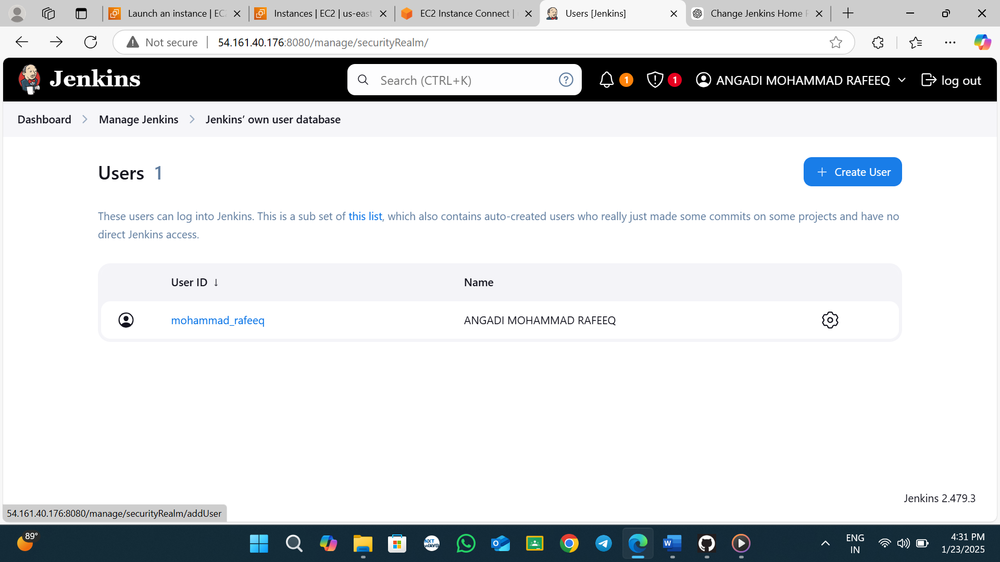 Launch an instance | EC
Instances | EC2 | us-east
EC2 Instance Connect |
Users [Jenkins]
Change Jenkins Home
Not secure
54.161.40.176:8080/manage/securityRealm/
Jenkins
Search (CTRL+K)
1
1
ANGADI MOHAMMAD RAFEEQ
log out
Dashboard
Manage Jenkins
Jenkins’ own user database
Users 1
+ Create User
These users can log into Jenkins. This is a sub set of this list, which also contains auto-created users who really just made some commits on some projects and have no
direct Jenkins access.
User ID ↓
Name
mohammad_rafeeq
ANGADI MOHAMMAD RAFEEQ
Jenkins 2.479.3
54.161.40.176:8080/manage/securityRealm/addUser
89°
NXT
WAVE
ENG
IN
4:31 PM
1/23/2025